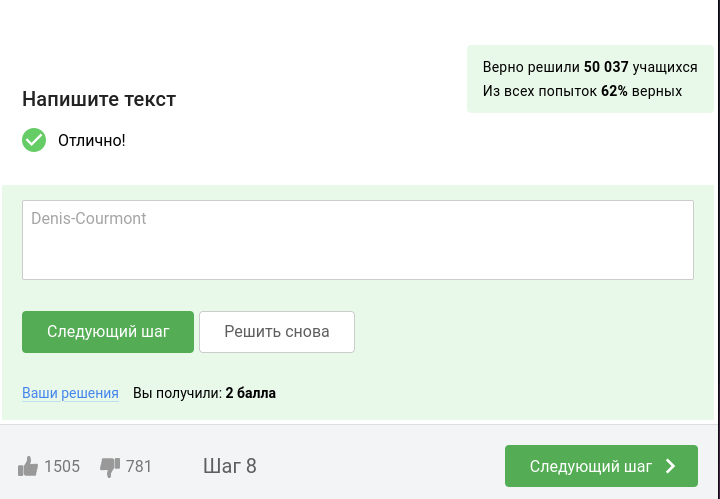 Верно решили 50 037 учащихся
Из всех попыток 62% верных
Напишите текст
Отлично!
Denis-Courmont
Следующий шаг
Решить снова
Ваши решения Вы получили: 2 балла
1505 781 Шаг 8 Следующий шаг